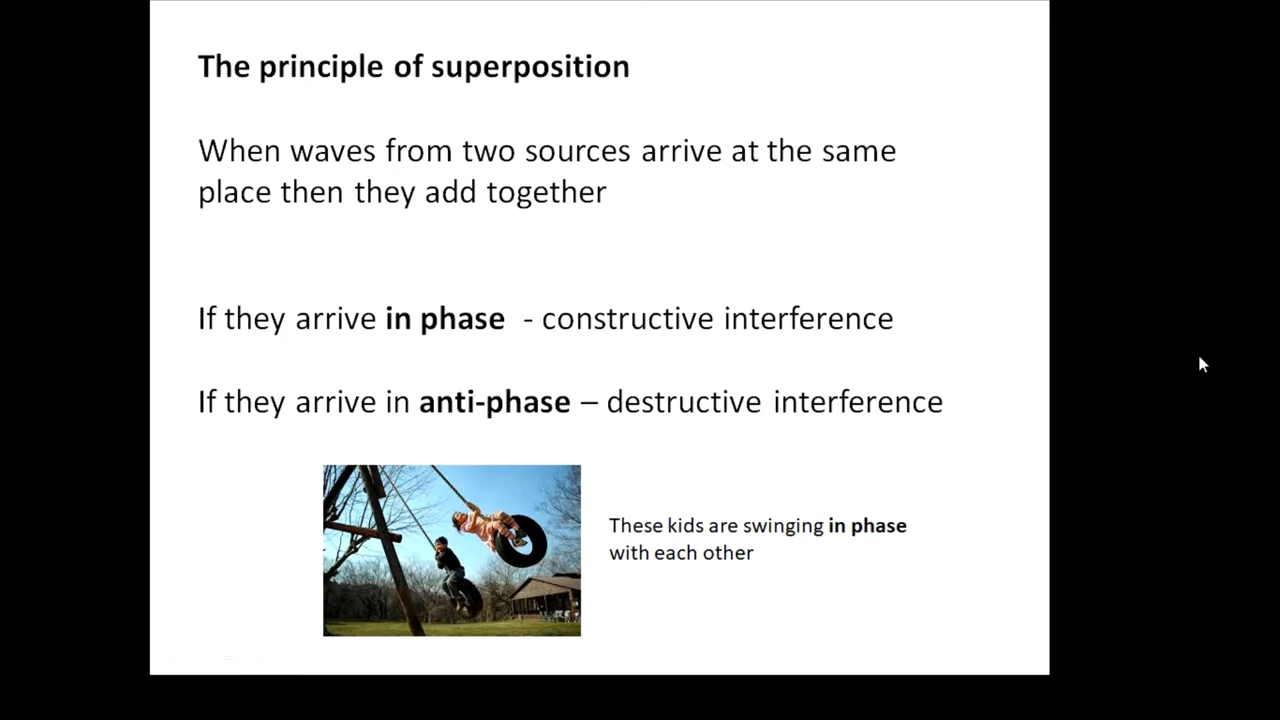 The principle of superposition
When waves from two sources arrive at the same
place then they add together
If they arrive in phase - constructive interference
If they arrive in anti-phase – destructive interference
These kids are swinging in phase
with each other